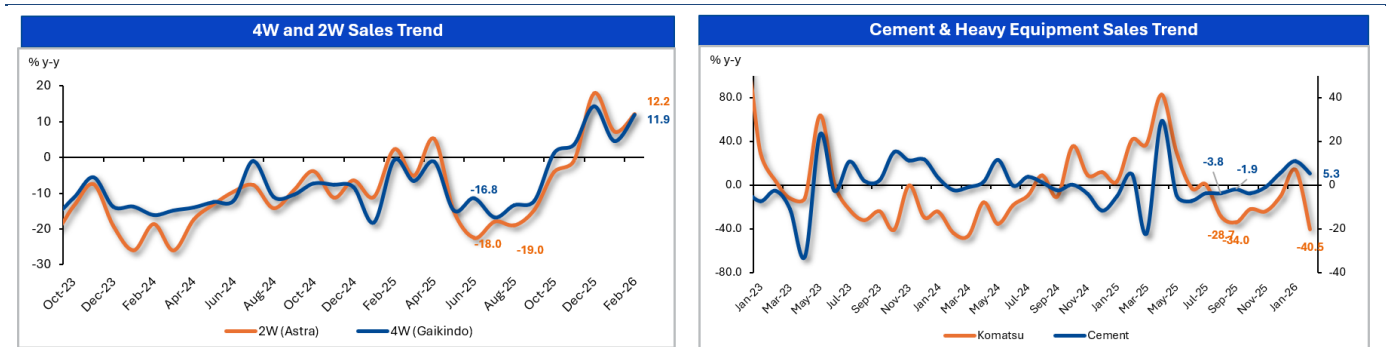 4W and 2W Sales Trend
% y-y
20
10
0
-10
-20
-30
12.2
11.9
-16.8
-18.0
-19.0
Oct-23
Dec-23
Feb-24
Apr-24
Jun-24
Aug-24
Oct-24
Dec-24
Feb-25
Apr-25
Jun-25
Aug-25
Oct-25
Dec-25
Feb-26
2W (Astra)
4W (Gaikindo)
Cement & Heavy Equipment Sales Trend
% y-y
80.0
40.0
0.0
-40.0
-80.0
40
20
0
-20
-40
-3.8
-1.9
5.3
-28.7
-34.0
-40.5
Jan-23
Mar-23
May-23
Jul-23
Sep-23
Nov-23
Jan-24
Mar-24
May-24
Jul-24
Sep-24
Nov-24
Jan-25
Mar-25
May-25
Jul-25
Sep-25
Nov-25
Jan-26
Komatsu
Cement